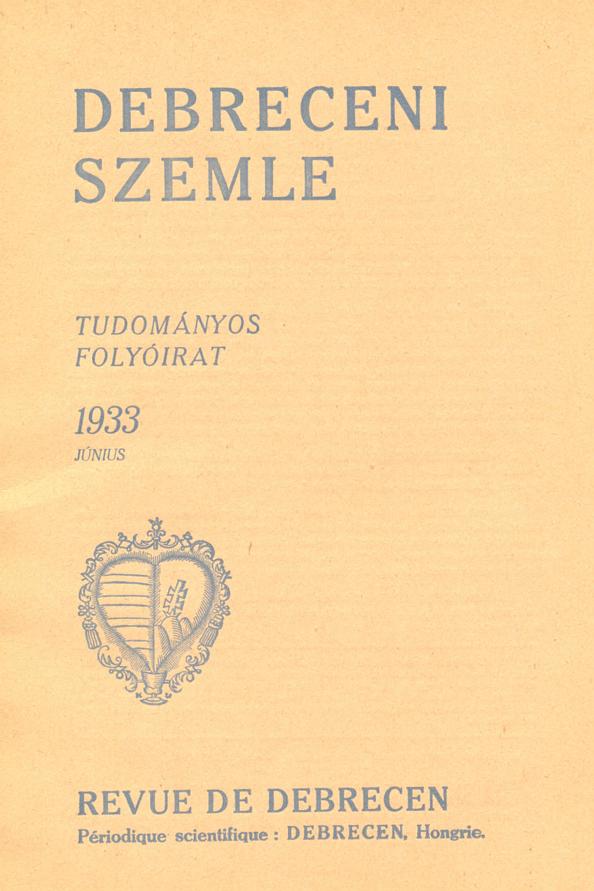 DEBRECENI
SZEMLE
TUDOMÁNYOS
FOLYÓIRAT
1933
JÚNIUS
K G
REVUE DE DEBRECEN
Périodique scientifique : DEBRECEN, Hongrie.